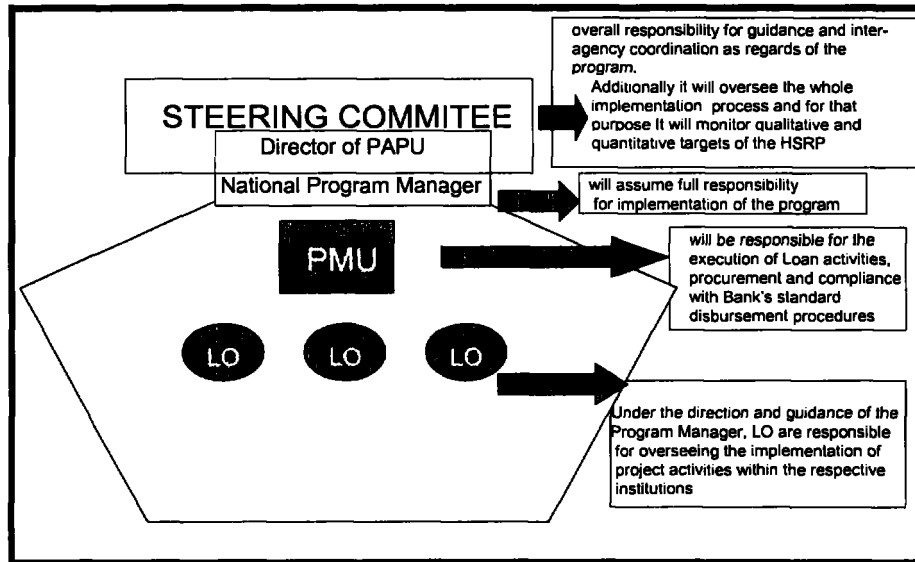 overall responsibility for guidance and inter-
agency coordination as regards of the
program.
Additionally it will oversee the whole
implementation process and for that
purpose It will monitor qualitative and
quantitative targets of the HSRP
STEERING COMMITEE
Director of PAPU
National Program Manager
will assume full responsibility
for implementation of the program
PMU
will be responsible for the
execution of Loan activities,
procurement and compliance
with Bank's standard
disbursement procedures
LO LO LO
Under the direction and guidance of the
Program Manager, LO are responsible
for overseeing the implementation of
project activities within the respective
institutions